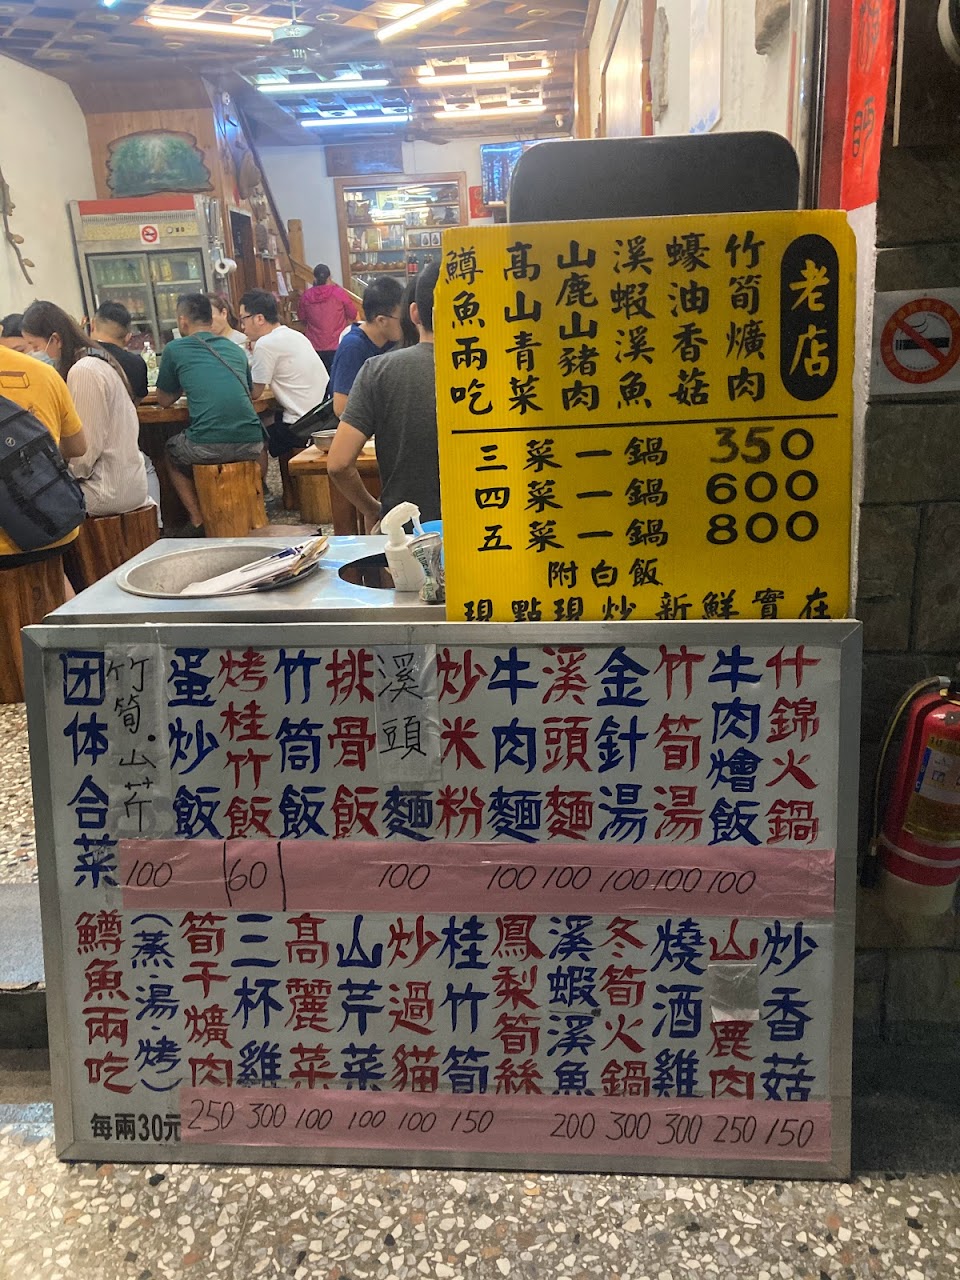 老店
竹筍爌肉
蠔油香菇
溪蝦溪魚
山鹿山豬肉
高山青菜
鱒魚兩吃
三菜一鍋 350
四菜一鍋 600
五菜一鍋 800
附白飯
現點現炒新鮮實在
什錦火鍋
牛肉燴飯 100
竹筍湯 100
金針湯 100
溪頭麵 100
牛肉麵 100
炒米粉
溪頭麵 100
排骨飯
竹筒飯
烤桂竹飯 60
蛋炒飯 100
竹筍.山芹
团体合菜
炒香菇 150
山鹿肉 250
燒酒雞 300
冬筍火鍋 300
溪蝦溪魚 200
鳳梨筍絲
桂竹筍 150
炒過貓 100
山芹菜 100
高麗菜 100
三杯雞 300
筍干爌肉 250
(蒸.湯.烤)
鱒魚兩吃
每兩30元